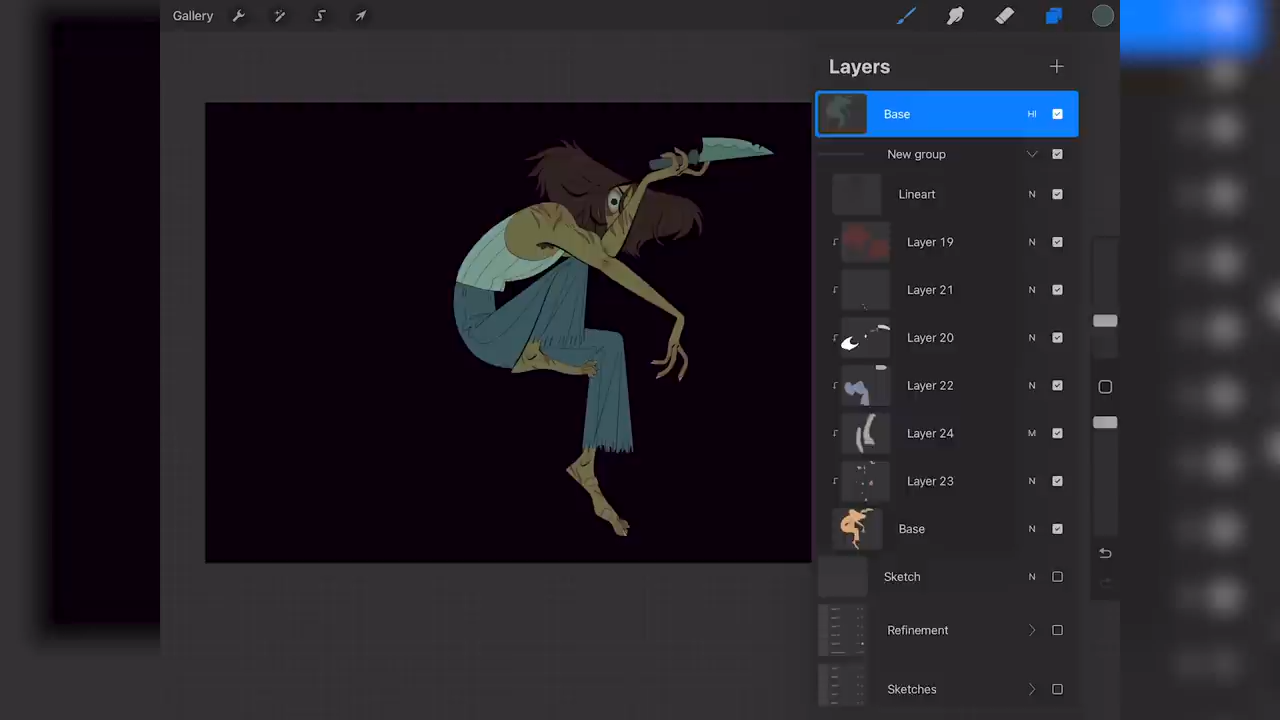 Gallery
Layers
Base HI
New group
Lineart N
Layer 19 N
Layer 21 N
Layer 20 N
Layer 22 N
Layer 24 M
Layer 23 N
Base N
Sketch N
Refinement
Sketches